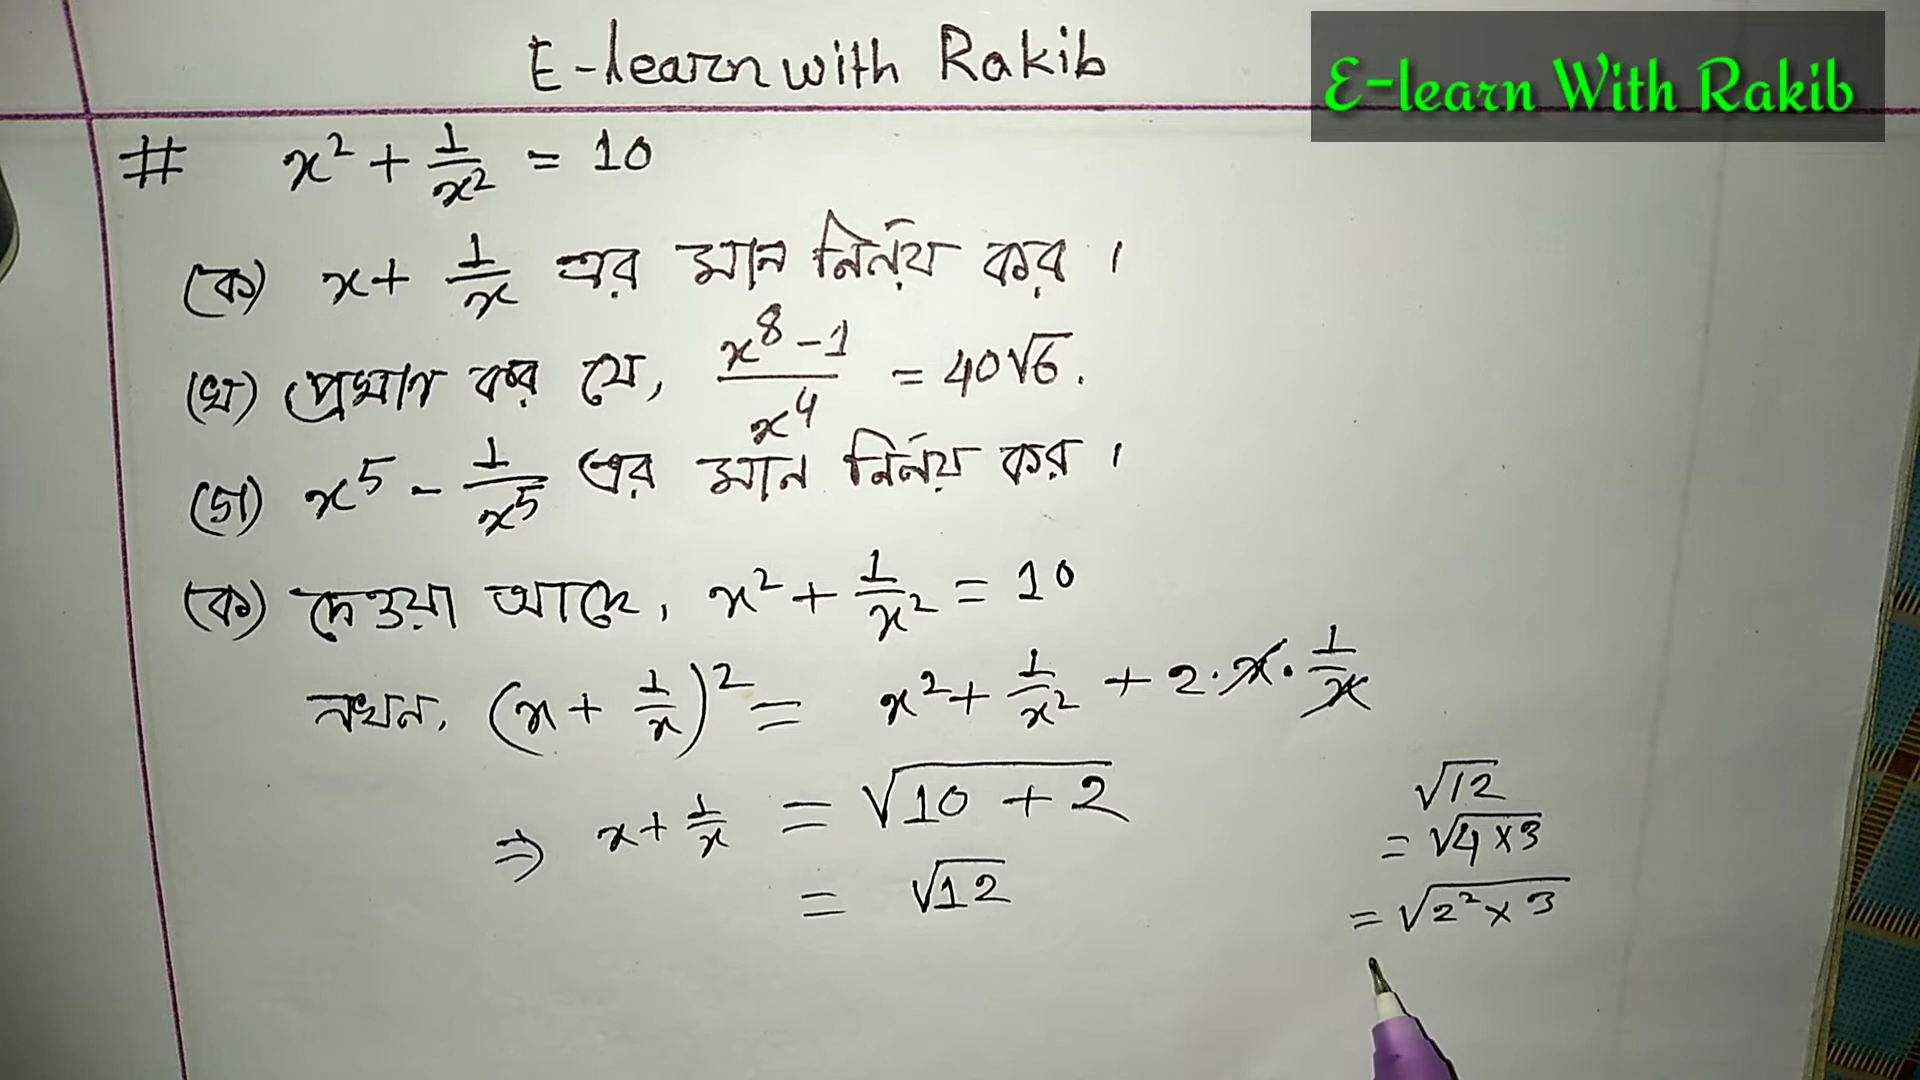 E-learn with Rakib
E-learn With Rakib
# x² + 1/x² = 10
(ক) x + 1/x এর মান নির্ণয় কর ।
(খ) প্রমাণ কর যে, (x⁸ - 1)/x⁴ = 40√6.
(গ) x⁵ - 1/x⁵ এর মান নির্ণয় কর ।
(ক) দেওয়া আছে, x² + 1/x² = 10
এখন, (x + 1/x)² = x² + 1/x² + 2·x·1/x
⇒ x + 1/x = √(10 + 2)
= √12
√12
= √(4×3)
= √(2²×3)